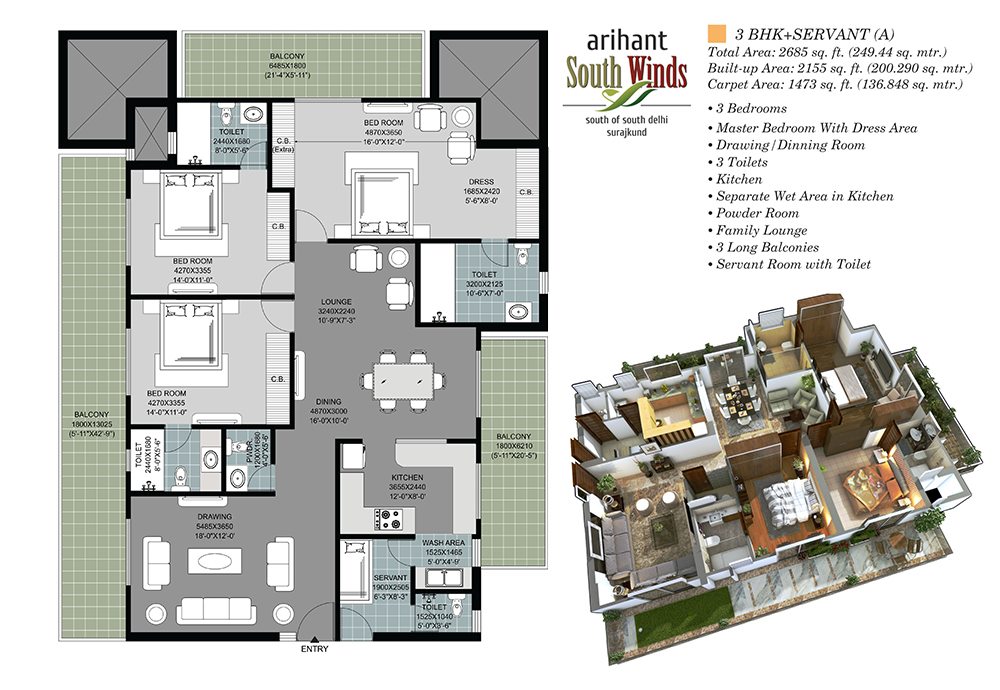 BALCONY
6485X1800
(21'-4"X5'-11")
TOILET
2440X1680
8'-0"X5'-6"
C.B.
(Extra)
BED ROOM
4870X3650
16'-0"X12'-0"
DRESS
1685X2420
5'-6"X8'-0"
C.B.
C.B.
BED ROOM
4270X3355
14'-0"X11'-0"
TOILET
3200X2125
10'-6"X7'-0"
LOUNGE
3240X2240
10'-9"X7'-3"
C.B.
BED ROOM
4270X3355
14'-0"X11'-0"
DINING
4870X3000
16'-0"X10'-0"
BALCONY
1800X13025
(5'-11"X42'-9")
BALCONY
1800X6210
(5'-11"X20'-5")
TOILET
2440X1680
8'-0"X5'-6"
PWDR.
1200X1680
4'-0"X5'-6"
KITCHEN
3655X2440
12'-0"X8'-0"
DRAWING
5485X3650
18'-0"X12'-0"
WASH AREA
1525X1465
5'-0"X4'-9"
SERVANT
1900X2505
6'-3"X8'-3"
TOILET
1525X1040
5'-0"X3'-6"
ENTRY
arihant
South Winds
south of south delhi
surajkund
3 BHK+SERVANT (A)
Total Area: 2685 sq. ft. (249.44 sq. mtr.)
Built-up Area: 2155 sq. ft. (200.290 sq. mtr.)
Carpet Area: 1473 sq. ft. (136.848 sq. mtr.)
• 3 Bedrooms
• Master Bedroom With Dress Area
• Drawing/Dinning Room
• 3 Toilets
• Kitchen
• Separate Wet Area in Kitchen
• Powder Room
• Family Lounge
• 3 Long Balconies
• Servant Room with Toilet